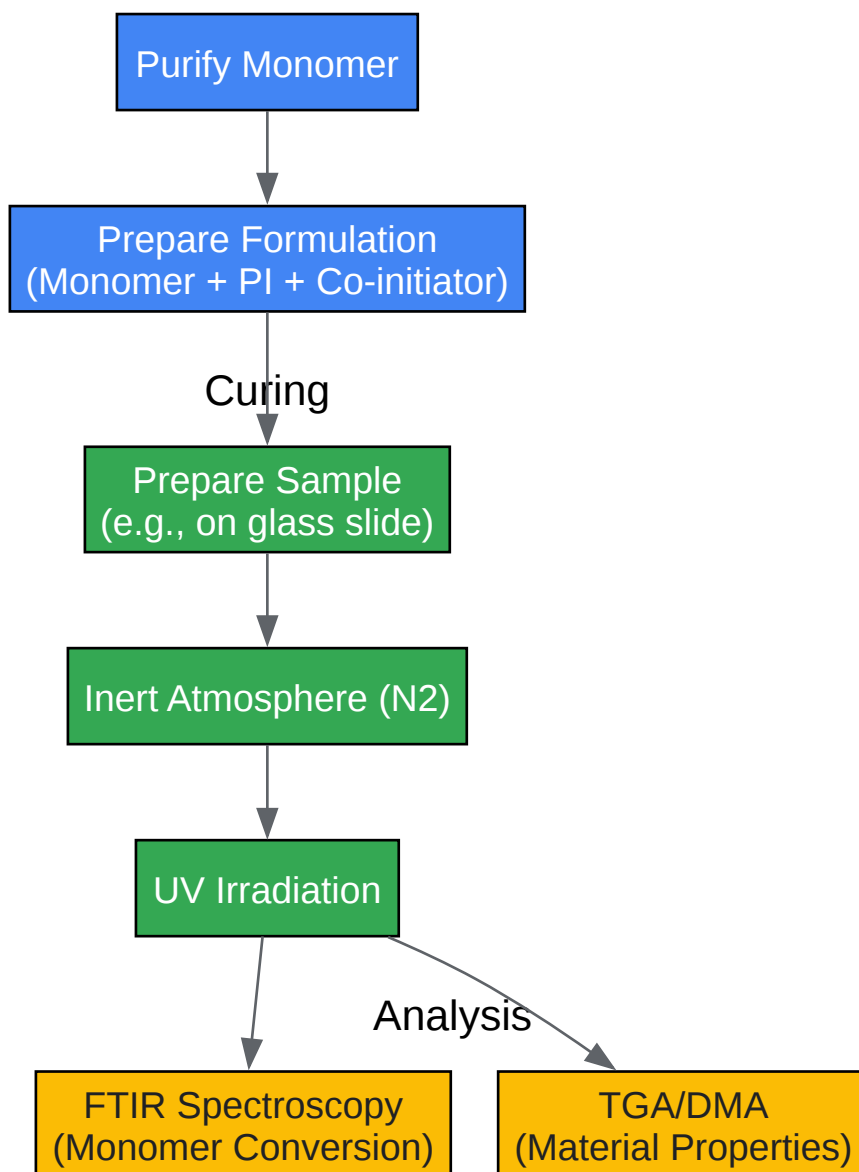 Purify Monomer
Prepare Formulation
(Monomer + PI + Co-initiator)
Curing
Prepare Sample
(e.g., on glass slide)
Inert Atmosphere (N2)
UV Irradiation
Analysis
FTIR Spectroscopy
(Monomer Conversion)
TGA/DMA
(Material Properties)